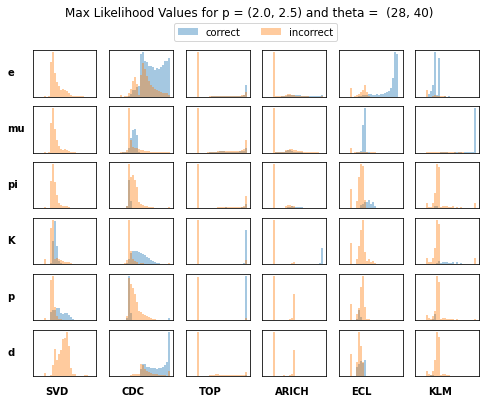 Max Likelihood Values for p = (2.0, 2.5) and theta =  (28, 40)
correct incorrect
e
mu
pi
K
p
d
SVD CDC TOP ARICH ECL KLM